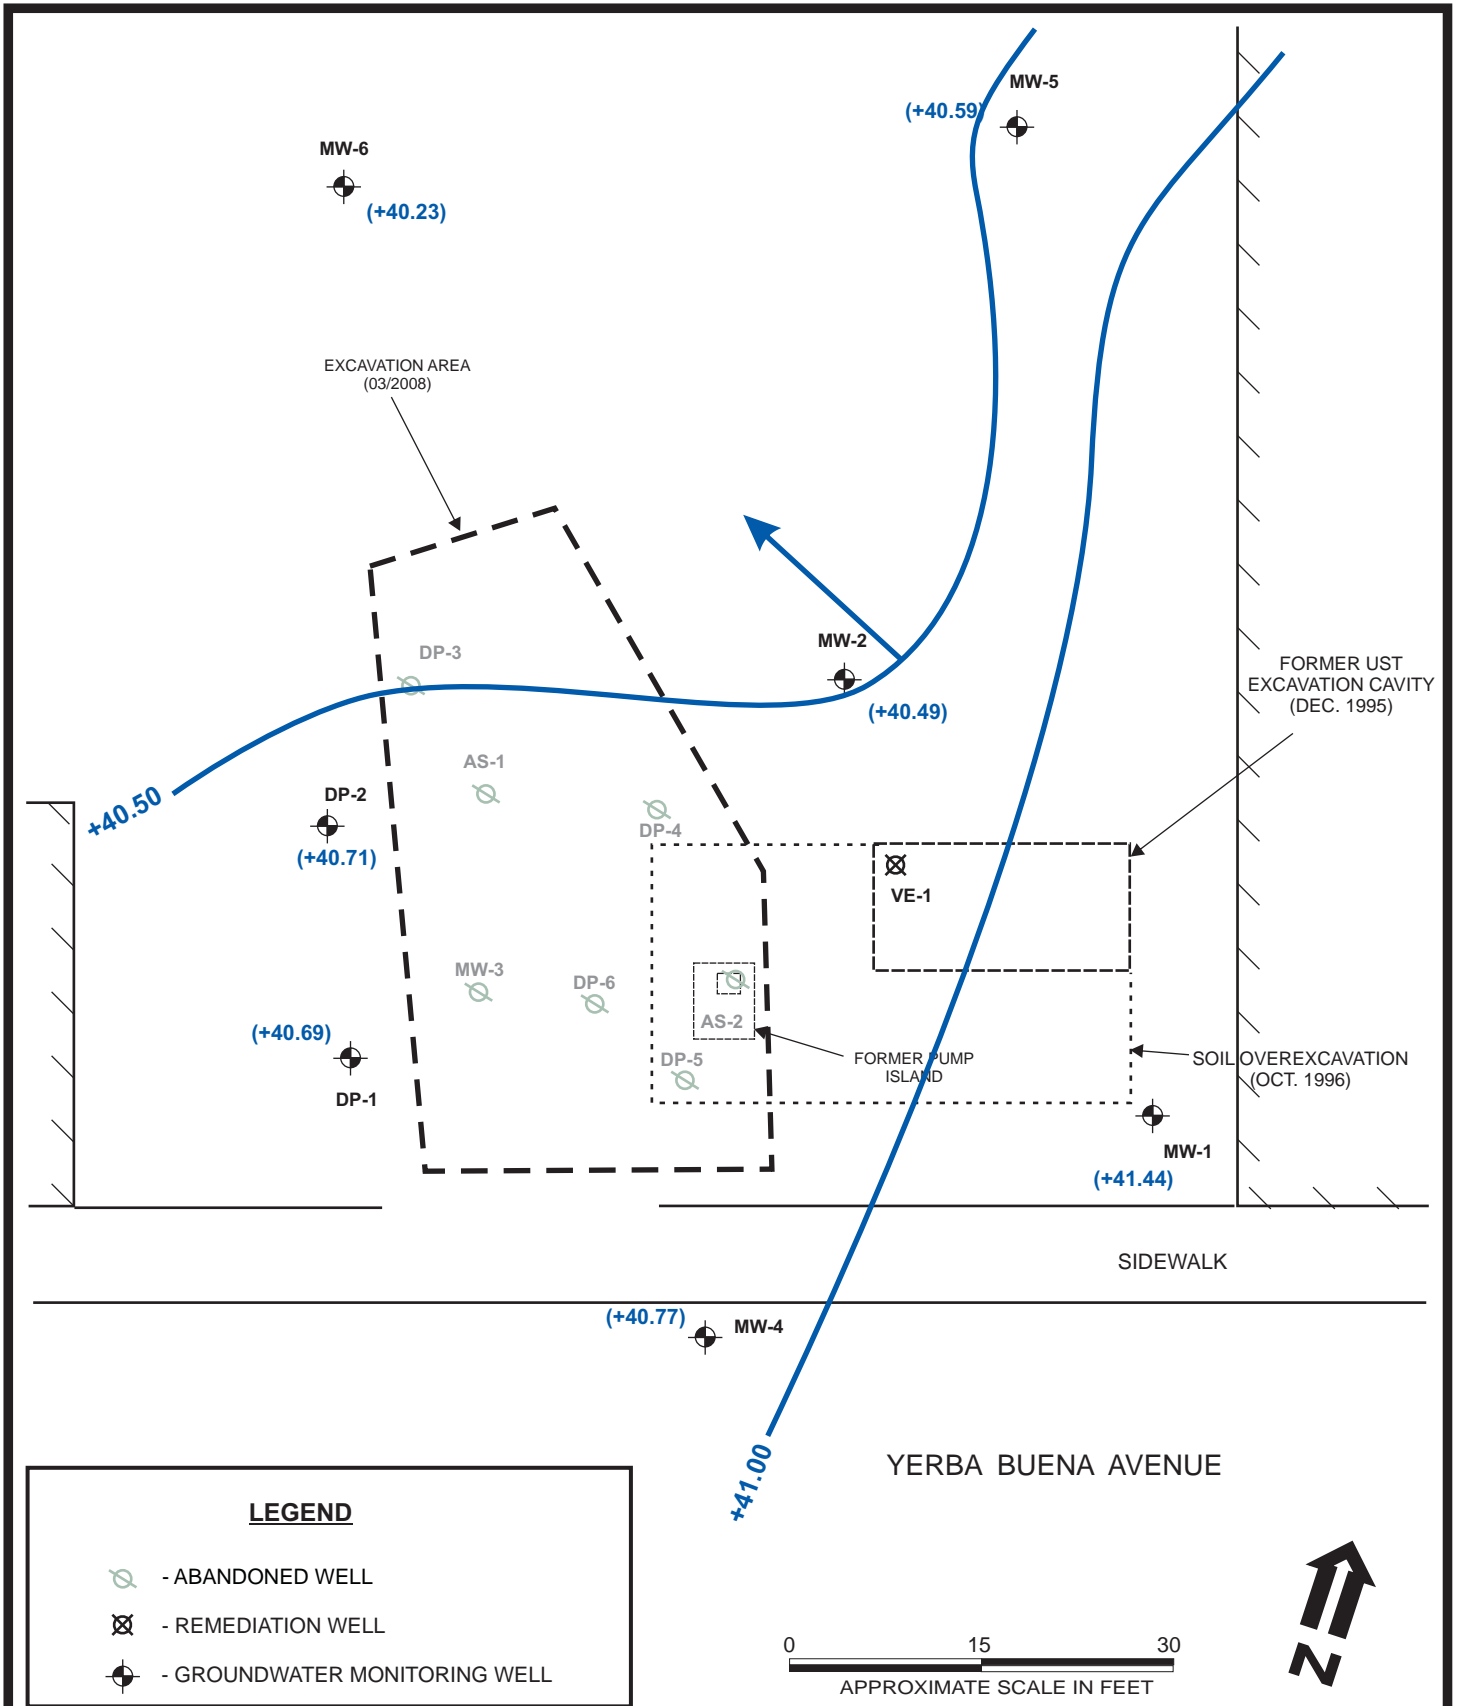 MW-5
(+40.59)
MW-6
(+40.23)
EXCAVATION AREA
(03/2008)
DP-3
MW-2
(+40.49)
FORMER UST
EXCAVATION CAVITY
(DEC. 1995)
AS-1
+40.50
DP-2
(+40.71)
DP-4
VE-1
MW-3
DP-6
AS-2
(+40.69)
DP-1
DP-5
FORMER PUMP
ISLAND
SOIL OVEREXCAVATION
(OCT. 1996)
MW-1
(+41.44)
SIDEWALK
(+40.77)
MW-4
+41.00
YERBA BUENA AVENUE
LEGEND
- ABANDONED WELL
- REMEDIATION WELL
- GROUNDWATER MONITORING WELL
0 15 30
APPROXIMATE SCALE IN FEET
N